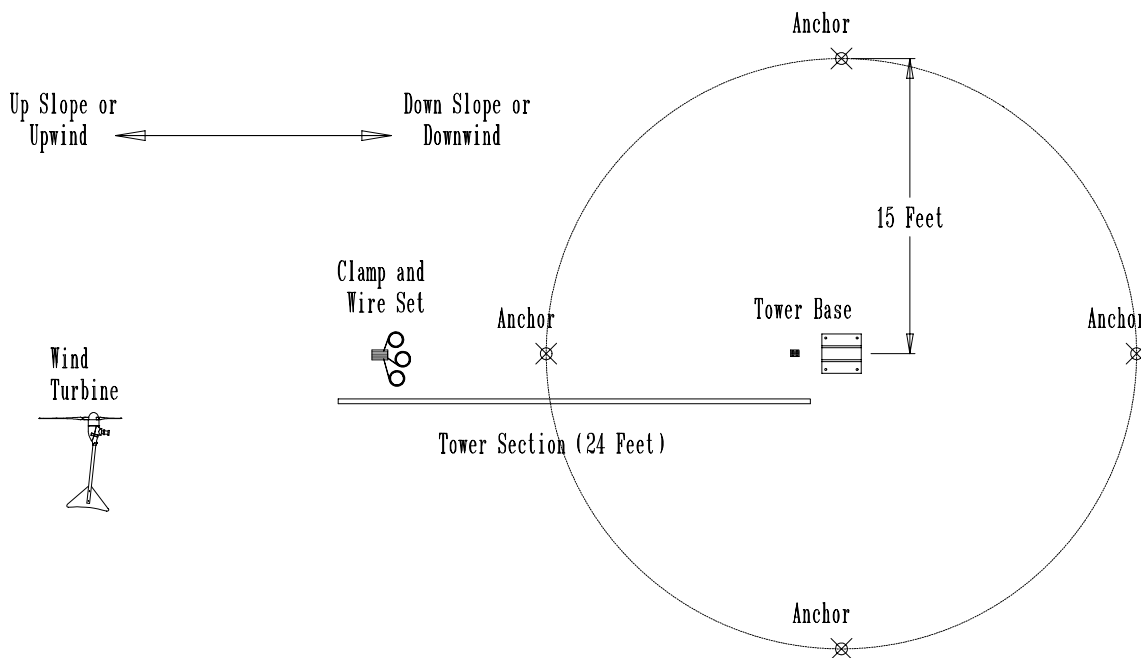 Anchor
Up Slope or
Upwind
Down Slope or
Downwind
15 Feet
Clamp and
Wire Set
Anchor
Tower Base
Anchor
Wind
Turbine
Tower Section (24 Feet)
Anchor